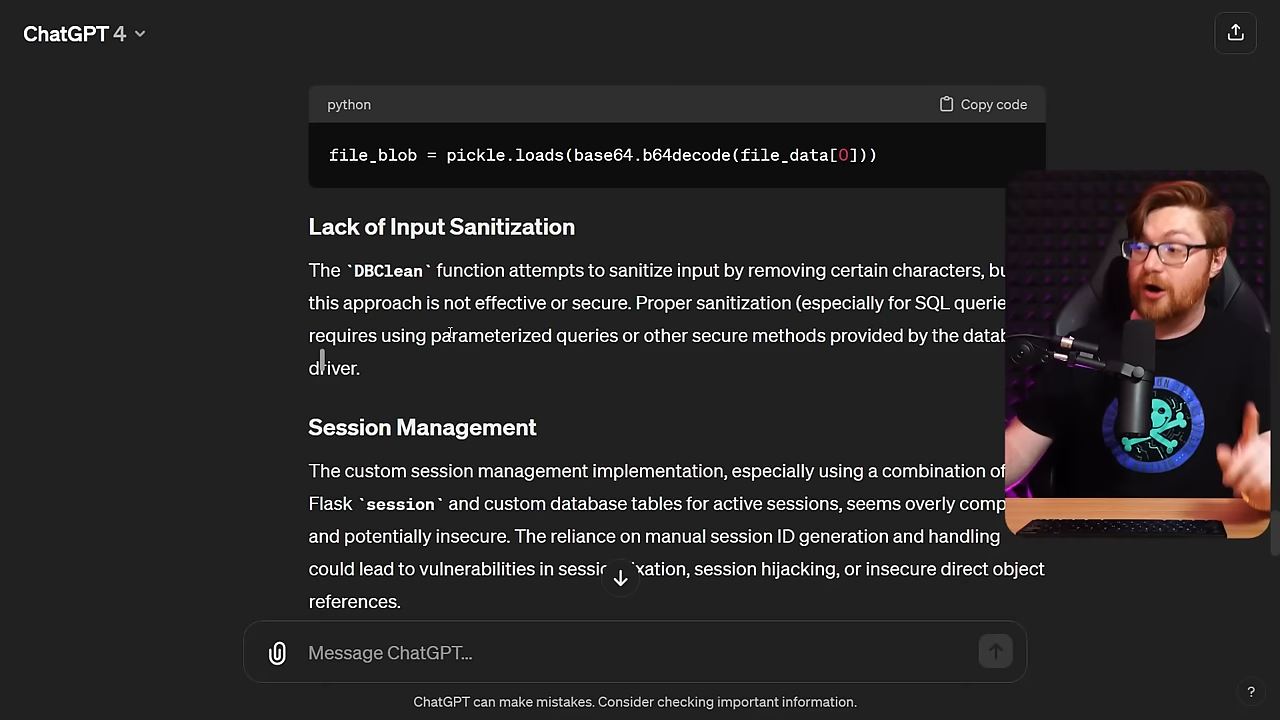 ChatGPT 4
python
Copy code
file_blob = pickle.loads(base64.b64decode(file_data[0]))
Lack of Input Sanitization
The `DBClean` function attempts to sanitize input by removing certain characters,
this approach is not effective or secure. Proper sanitization (especially for SQL
requires using parameterized queries or other secure methods provided by the
driver.
Session Management
The custom session management implementation, especially using a combination of
Flask `session` and custom database tables for active sessions, seems overly
and potentially insecure. The reliance on manual session ID generation and handling
could lead to vulnerabilities in session hijacking, or insecure direct object
references.
Message ChatGPT...
ChatGPT can make mistakes. Consider checking important information.
?